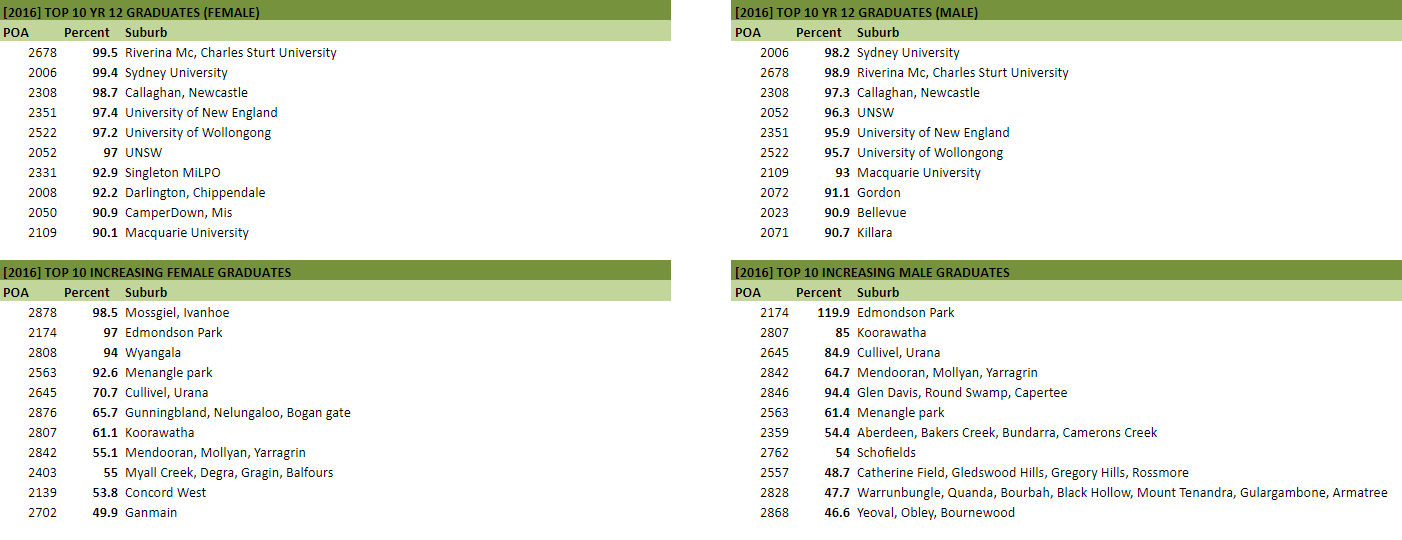 [2016] TOP 10 YR 12 GRADUATES (FEMALE)
POA Percent Suburb
2678 99.5 Riverina Mc, Charles Sturt University
2006 99.4 Sydney University
2308 98.7 Callaghan, Newcastle
2351 97.4 University of New England
2522 97.2 University of Wollongong
2052 97 UNSW
2331 92.9 Singleton MiLPO
2008 92.2 Darlington, Chippendale
2050 90.9 CamperDown, Mis
2109 90.1 Macquarie University
[2016] TOP 10 YR 12 GRADUATES (MALE)
POA Percent Suburb
2006 98.2 Sydney University
2678 98.9 Riverina Mc, Charles Sturt University
2308 97.3 Callaghan, Newcastle
2052 96.3 UNSW
2351 95.9 University of New England
2522 95.7 University of Wollongong
2109 93 Macquarie University
2072 91.1 Gordon
2023 90.9 Bellevue
2071 90.7 Killara
[2016] TOP 10 INCREASING FEMALE GRADUATES
POA Percent Suburb
2878 98.5 Mossgiel, Ivanhoe
2174 97 Edmondson Park
2808 94 Wyangala
2563 92.6 Menangle park
2645 70.7 Cullivel, Urana
2876 65.7 Gunningbland, Nelungaloo, Bogan gate
2807 61.1 Koorawatha
2842 55.1 Mendooran, Mollyan, Yarragrin
2403 55 Myall Creek, Degra, Gragin, Balfours
2139 53.8 Concord West
2702 49.9 Ganmain
[2016] TOP 10 INCREASING MALE GRADUATES
POA Percent Suburb
2174 119.9 Edmondson Park
2807 85 Koorawatha
2645 84.9 Cullivel, Urana
2842 64.7 Mendooran, Mollyan, Yarragrin
2846 94.4 Glen Davis, Round Swamp, Capertee
2563 61.4 Menangle park
2359 54.4 Aberdeen, Bakers Creek, Bundarra, Camerons Creek
2762 54 Schofields
2557 48.7 Catherine Field, Gledswood Hills, Gregory Hills, Rossmore
2828 47.7 Warrunbungle, Quanda, Bourbah, Black Hollow, Mount Tenandra, Gulargambone, Armatree
2868 46.6 Yeoval, Obley, Bournewood